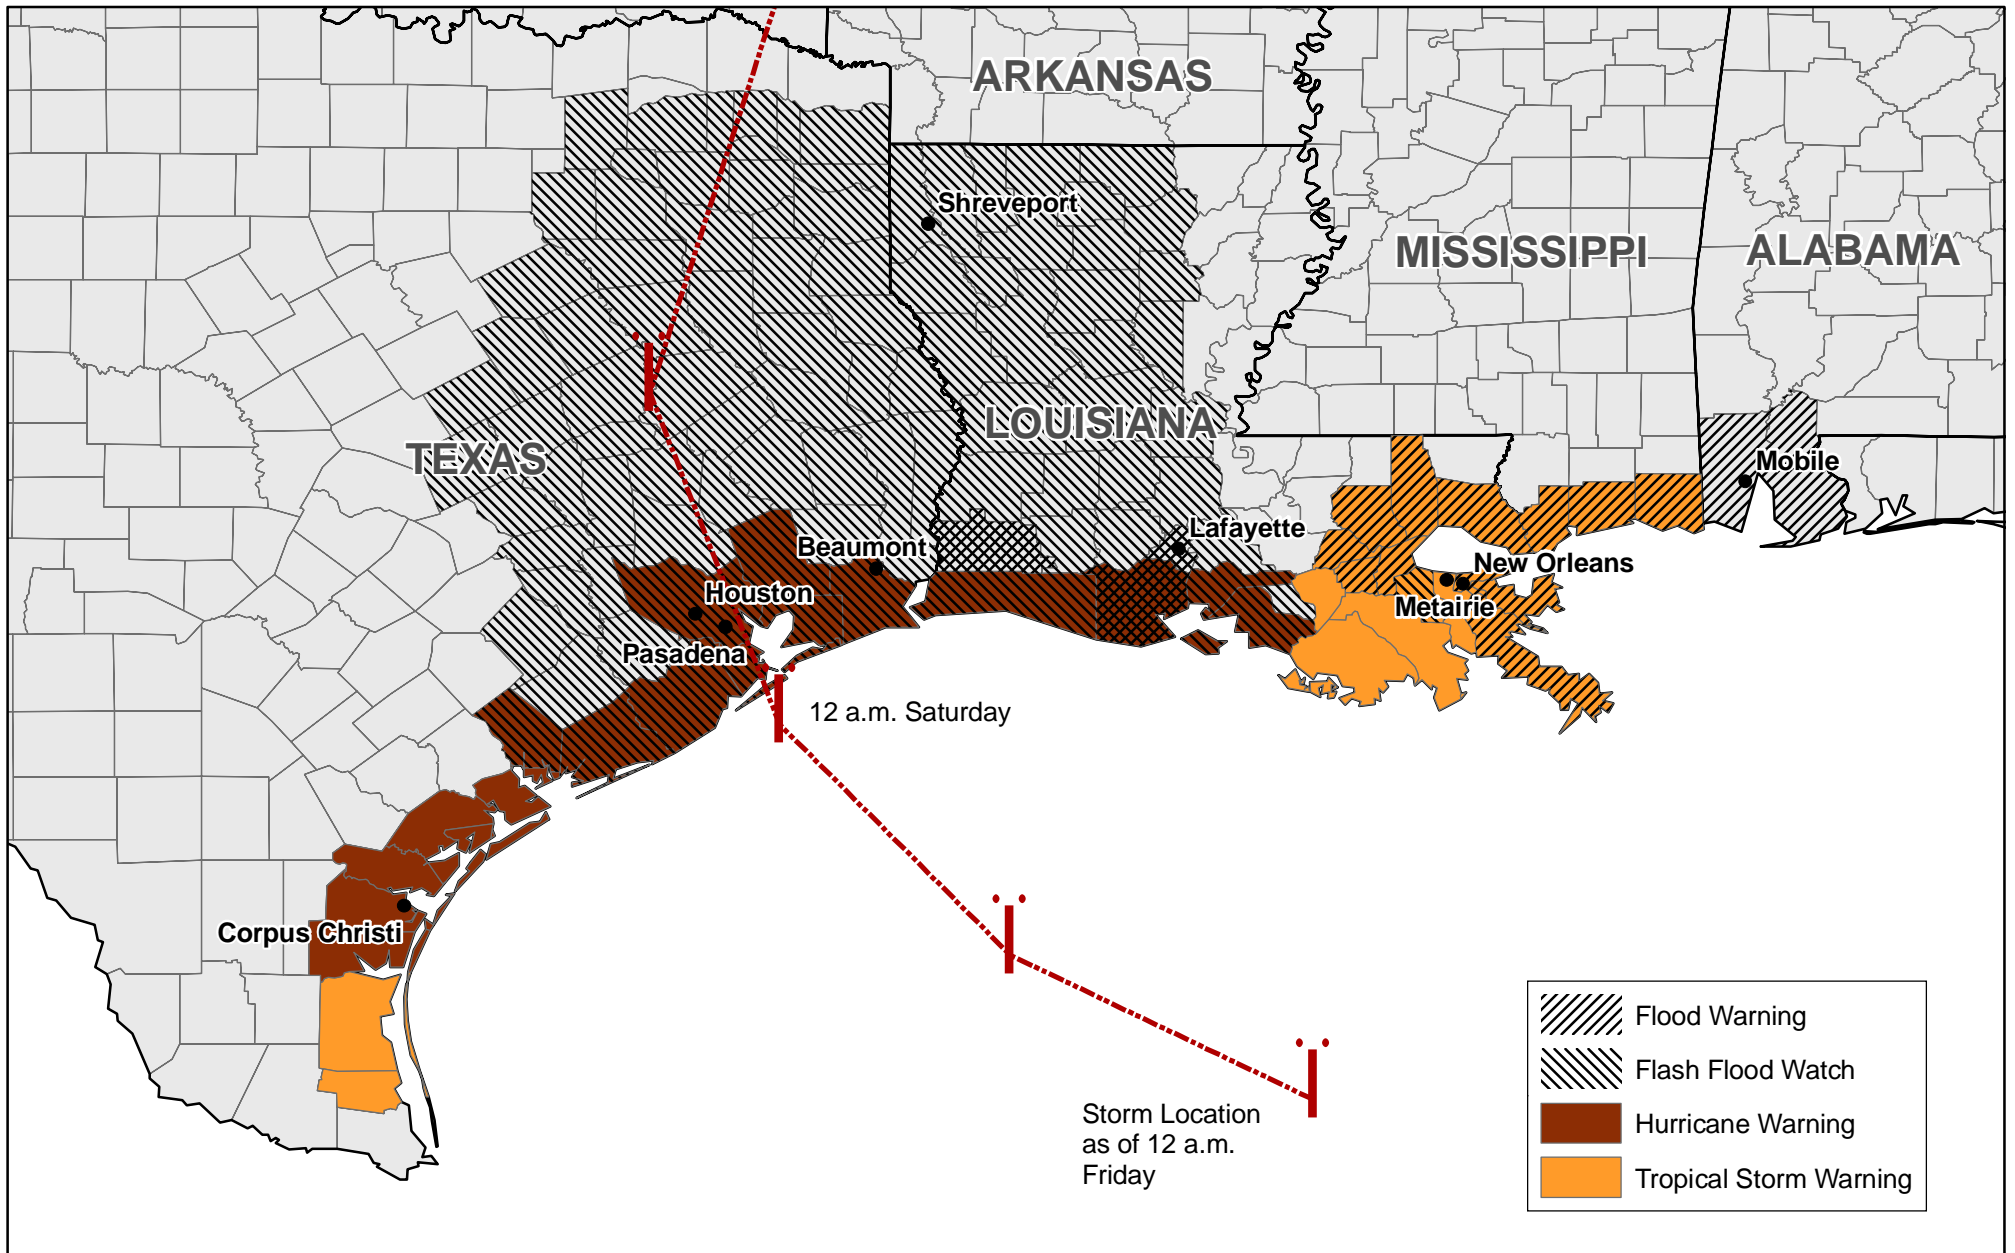 ARKANSAS
Shreveport
MISSISSIPPI
ALABAMA
LOUISIANA
TEXAS
Mobile
Lafayette
Beaumont
New Orleans
Houston
Metairie
Pasadena
12 a.m. Saturday
Corpus Christi
Storm Location
as of 12 a.m.
Friday
Flood Warning
Flash Flood Watch
Hurricane Warning
Tropical Storm Warning